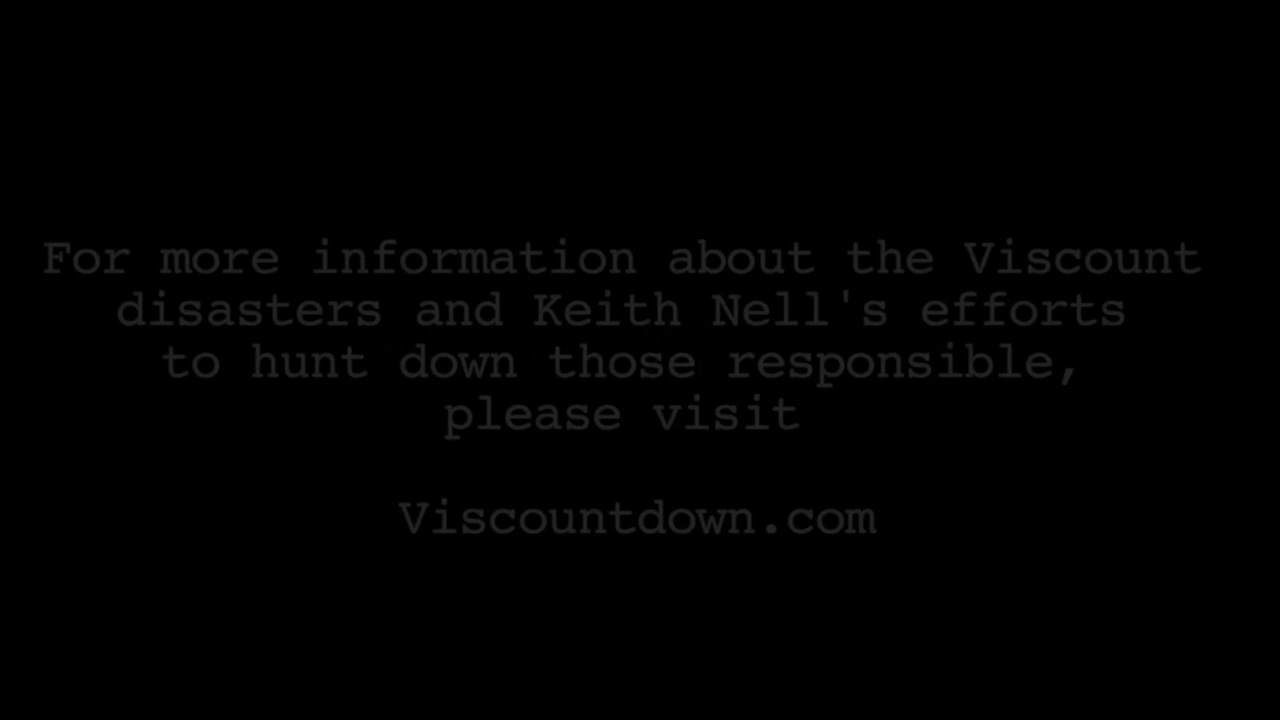 For more information about the Viscount
disasters and Keith Nell's efforts
to hunt down those responsible,
please visit
Viscountdown.com